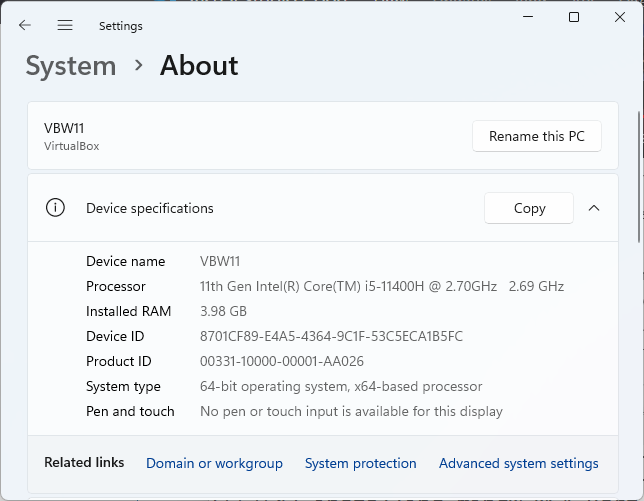 Settings
System > About
VBW11
VirtualBox
Rename this PC
Device specifications
Copy
Device name VBW11
Processor 11th Gen Intel(R) Core(TM) i5-11400H @ 2.70GHz 2.69 GHz
Installed RAM 3.98 GB
Device ID 8701CF89-E4A5-4364-9C1F-53C5ECA1B5FC
Product ID 00331-10000-00001-AA026
System type 64-bit operating system, x64-based processor
Pen and touch No pen or touch input is available for this display
Related links Domain or workgroup System protection Advanced system settings